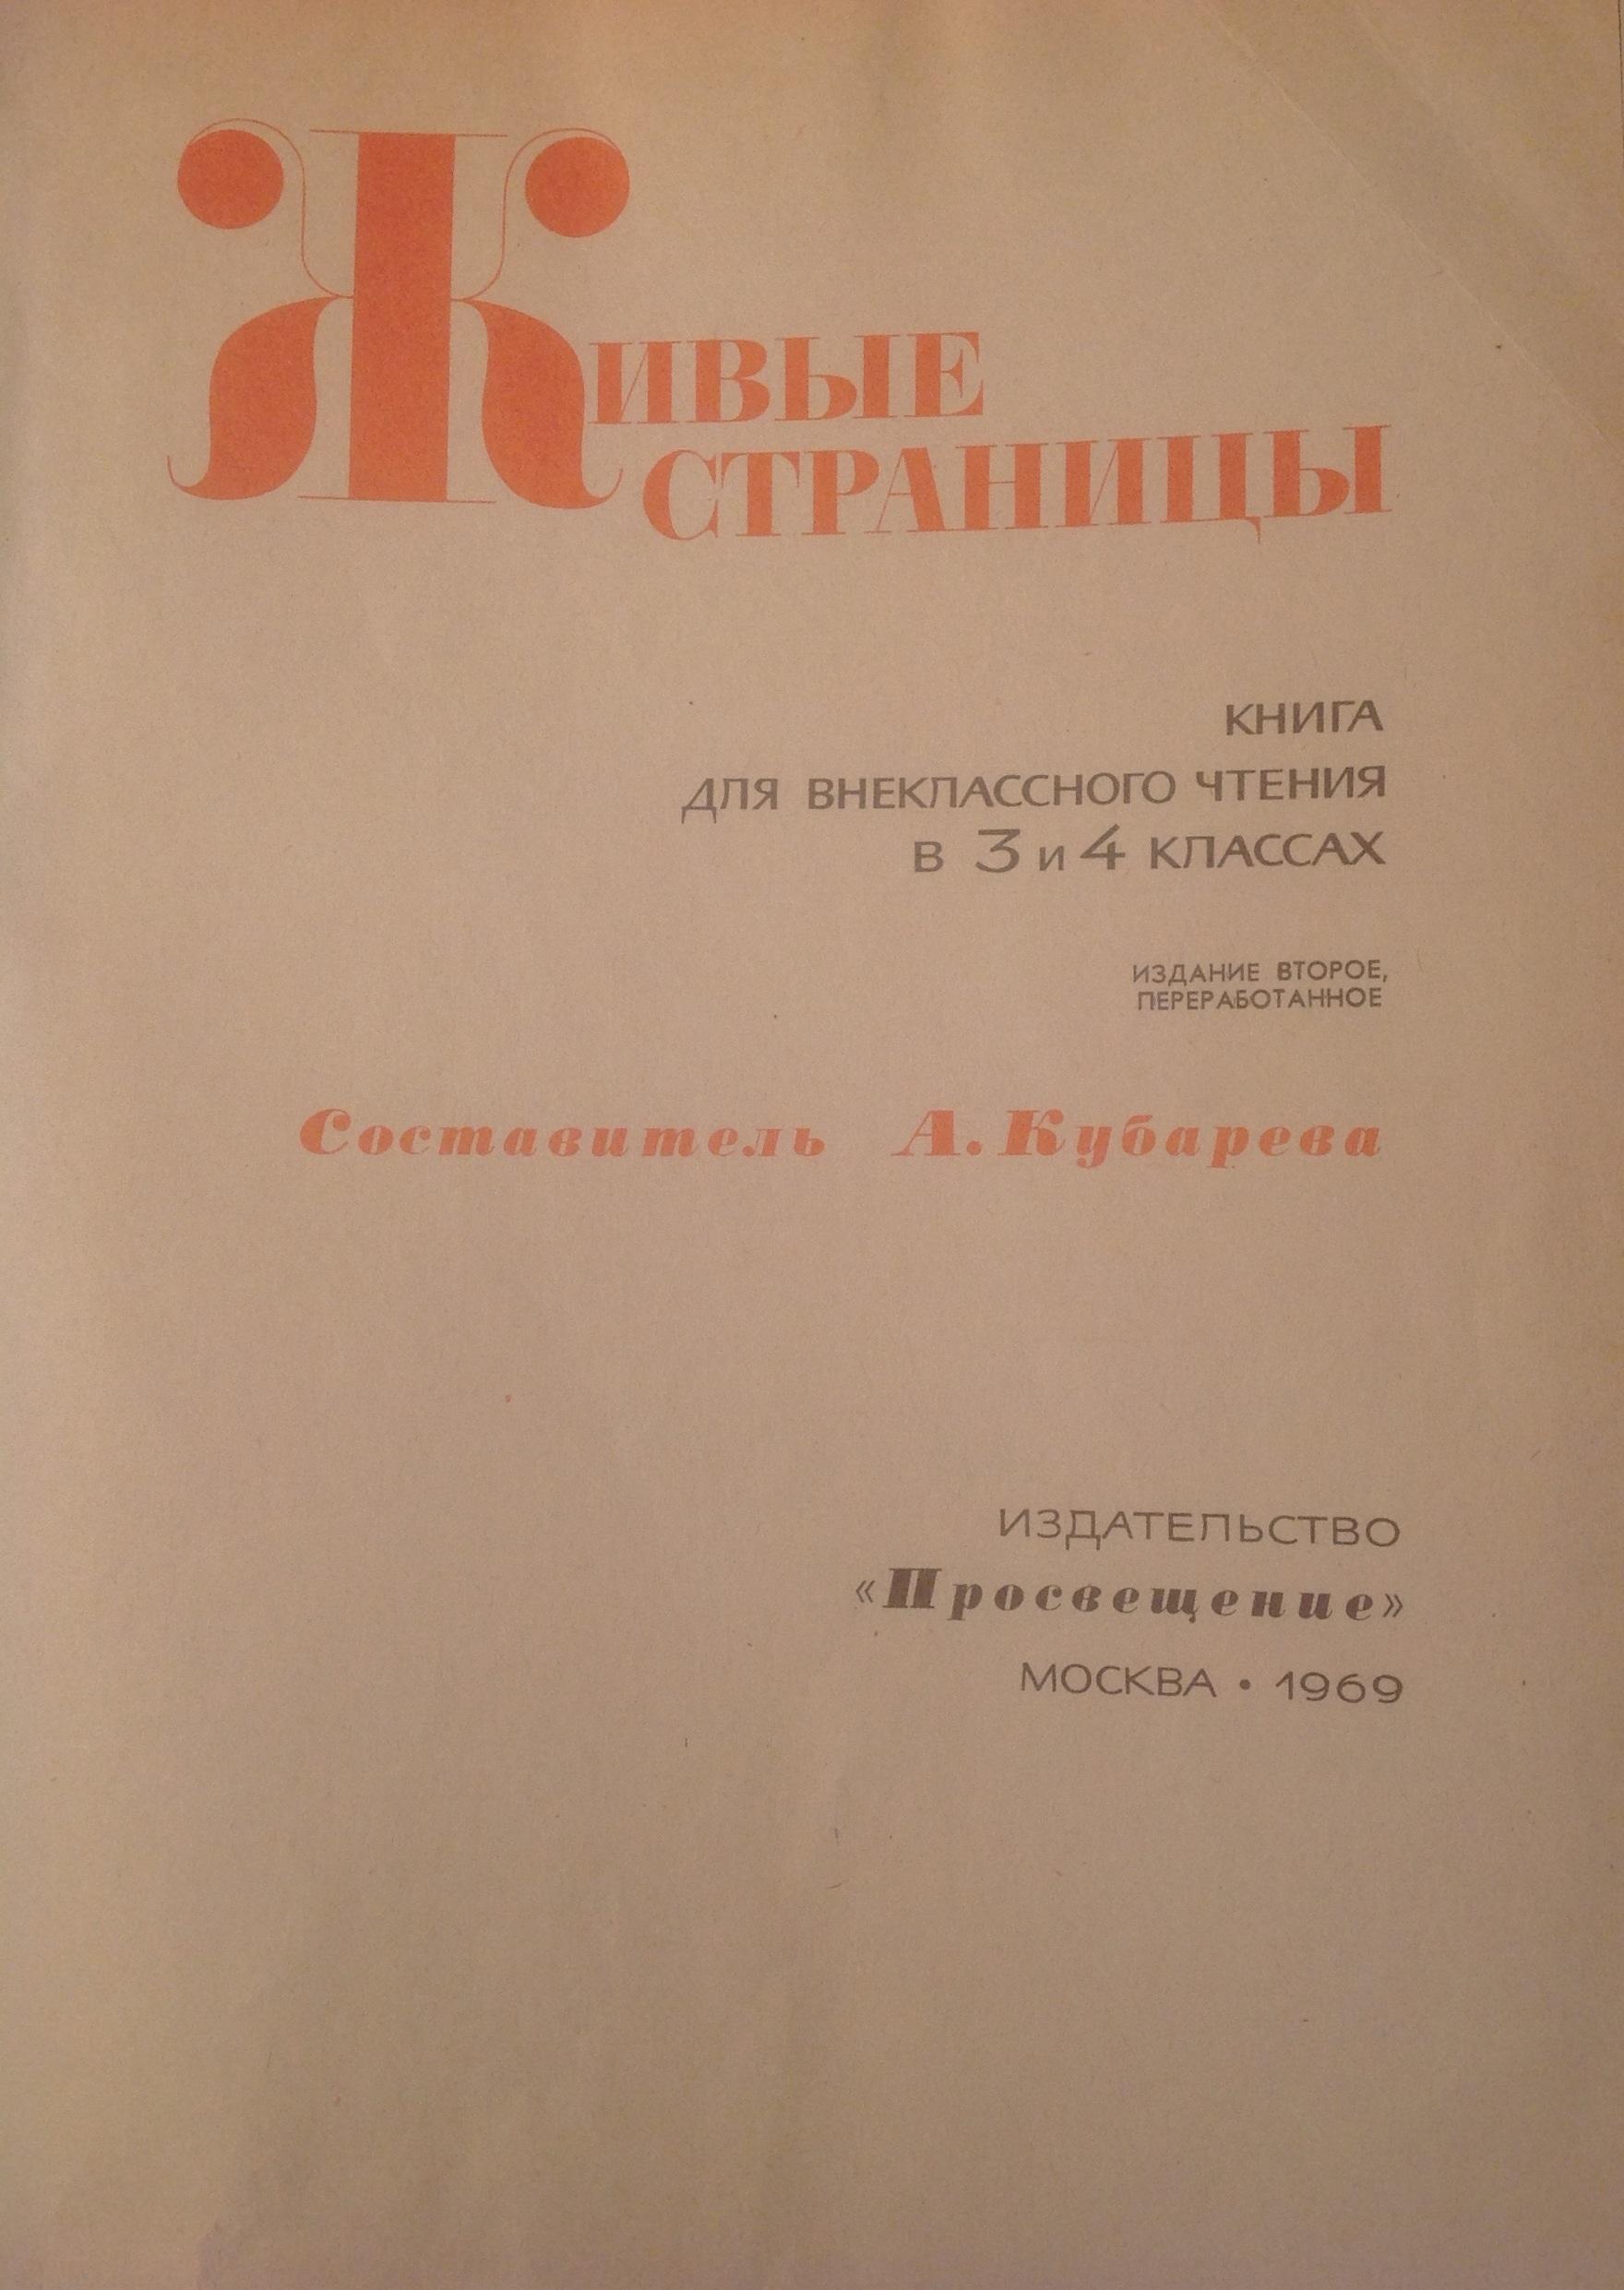 ЖИВЫЕ
СТРАНИЦЫ
КНИГА
ДЛЯ ВНЕКЛАССНОГО ЧТЕНИЯ
В 3 и 4 КЛАССАХ
ИЗДАНИЕ ВТОРОЕ,
ПЕРЕРАБОТАННОЕ
Составитель А. Кубарева
ИЗДАТЕЛЬСТВО
«Просвещение»
МОСКВА • 1969